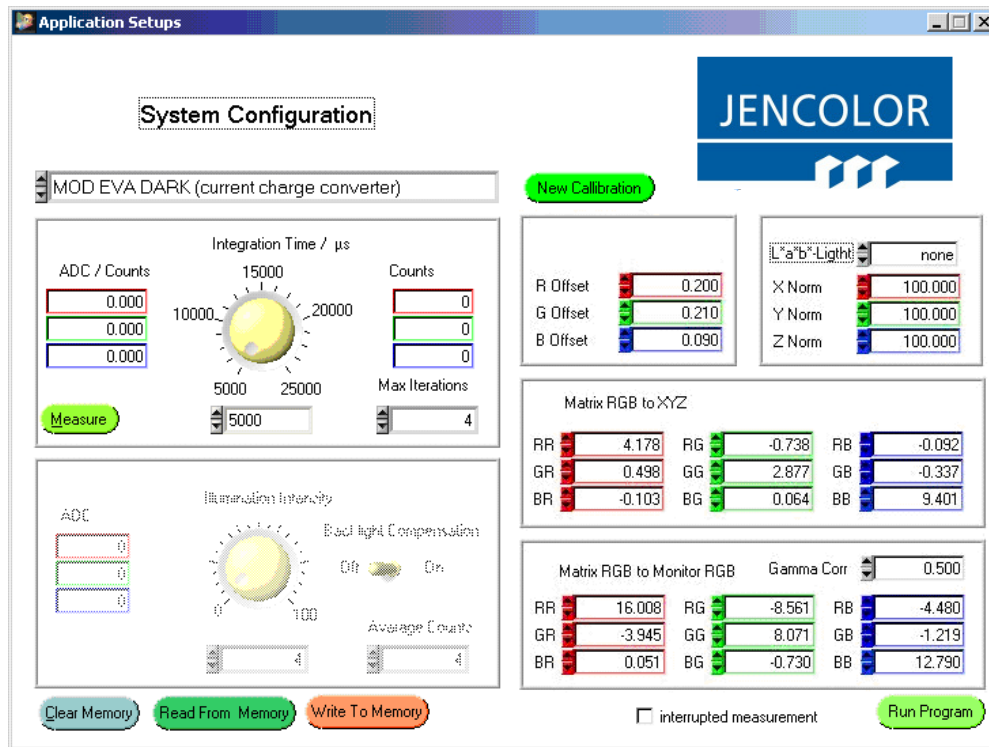 Application Setups
System Configuration
JENCOLOR
MOD EVA DARK (current charge converter)
New Callibration
Integration Time / µs
ADC / Counts
15000
Counts
10000
20000
0.000
0.000
0.000
0
0
0
5000
25000
Max Iterations
Measure
5000
4
R Offset 0.200
G Offset 0.210
B Offset 0.090
L*a*b*-Ligtht none
X Norm 100.000
Y Norm 100.000
Z Norm 100.000
Matrix RGB to XYZ
RR 4.178 RG -0.738 RB -0.092
GR 0.498 GG 2.877 GB -0.337
BR -0.103 BG 0.064 BB 9.401
Illumination Intencity
ADC
Bact light Compensation
Off On
0
0
0
0
100
Average Counts
4
4
Matrix RGB to Monitor RGB Gamma Corr 0.500
RR 16.008 RG -8.561 RB -4.480
GR -3.945 GG 8.071 GB -1.219
BR 0.051 BG -0.730 BB 12.790
Clear Memory
Read From Memory
Write To Memory
interrupted measurement
Run Program